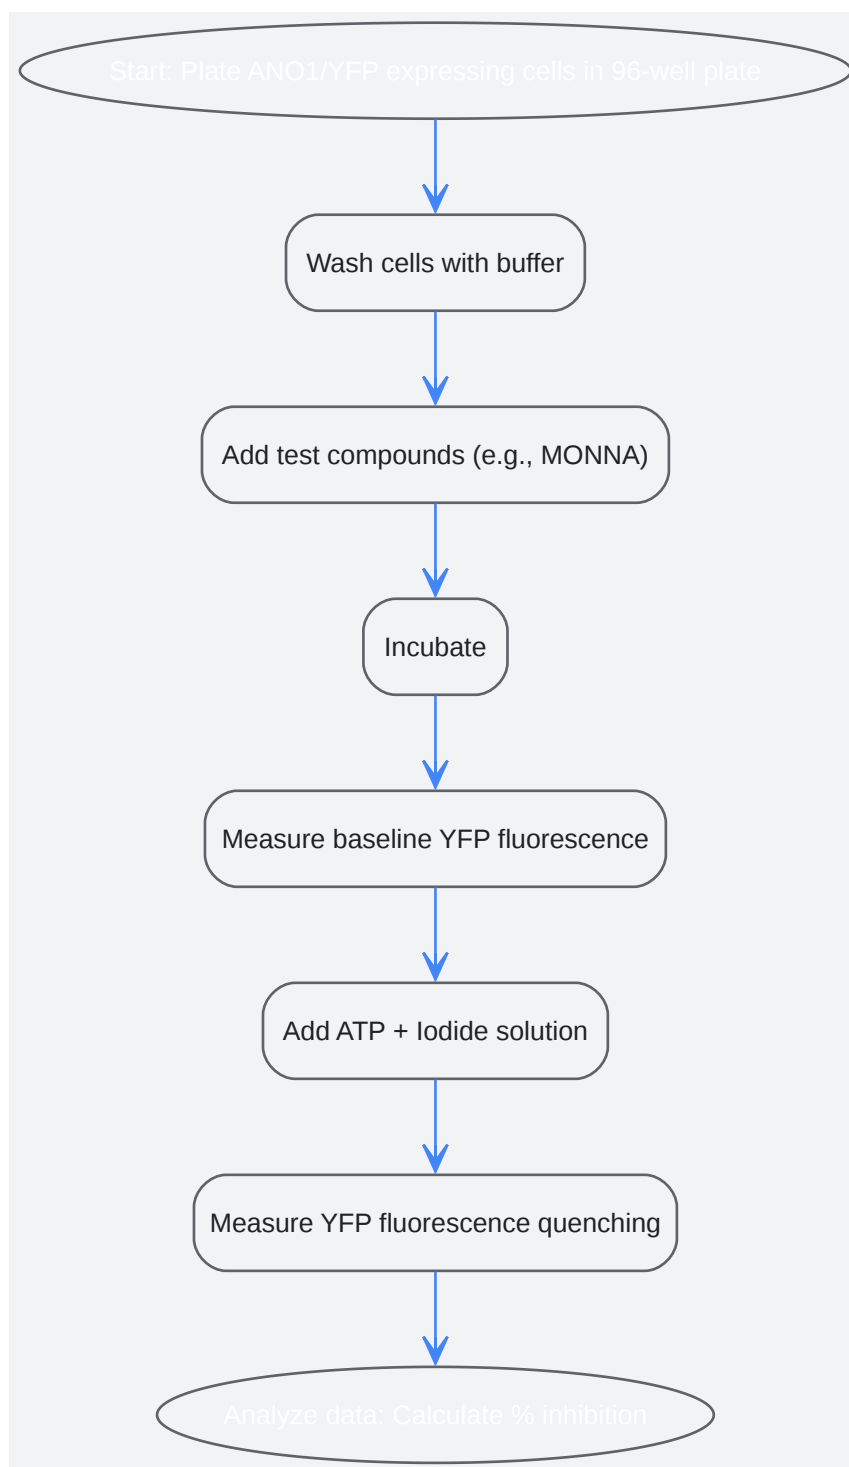 Start: Plate ANO1/YFP expressing cells in 96-well plate
Wash cells with buffer
Add test compounds (e.g., MONNA)
Incubate
Measure baseline YFP fluorescence
Add ATP + Iodide solution
Measure YFP fluorescence quenching
Analyze data: Calculate % inhibition